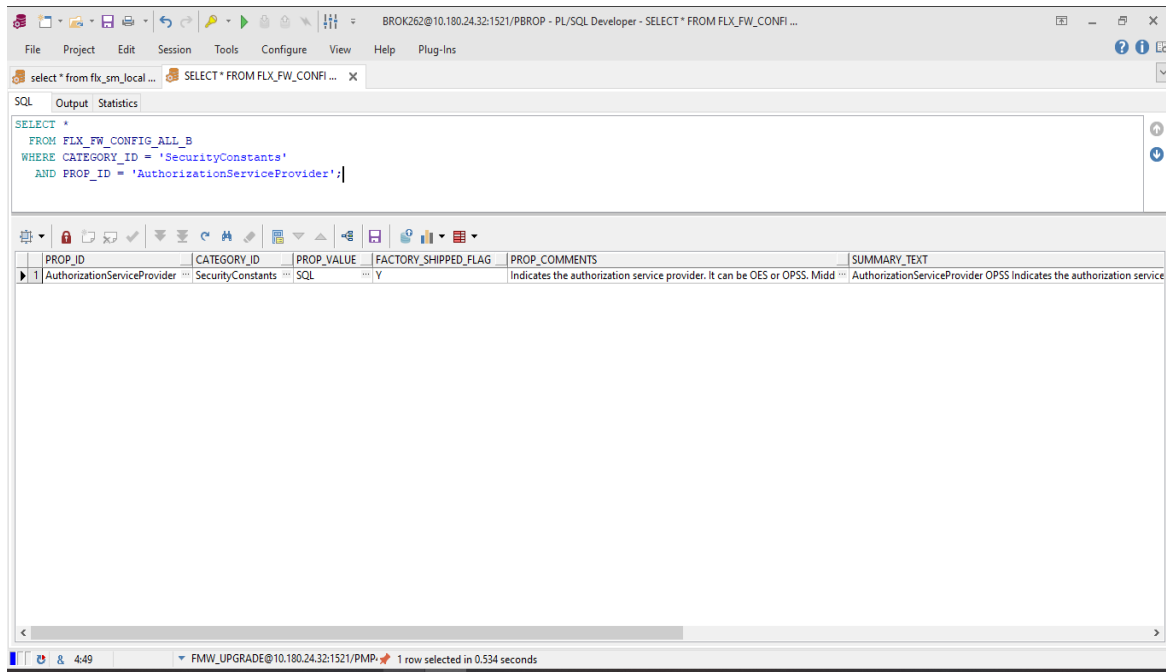 BROK262@10.180.24.32:1521/PBROP - PL/SQL Developer - SELECT * FROM FLX_FW_CONFI ...
File Project Edit Session Tools Configure View Help Plug-Ins
select * from flx_sm_local ... SELECT * FROM FLX_FW_CONFI ... X
SQL Output Statistics
SELECT *
FROM FLX_FW_CONFIG_ALL_B
WHERE CATEGORY_ID = 'SecurityConstants'
AND PROP_ID = 'AuthorizationServiceProvider';
PROP_ID CATEGORY_ID PROP_VALUE FACTORY_SHIPPED_FLAG PROP_COMMENTS SUMMARY_TEXT
1 AuthorizationServiceProvider ... SecurityConstants ... SQL ... Y Indicates the authorization service provider. It can be OES or OPSS. Midd ... AuthorizationServiceProvider OPSS Indicates the authorization service
& 4:49 FMW_UPGRADE@10.180.24.32:1521/PMP 1 row selected in 0.534 seconds